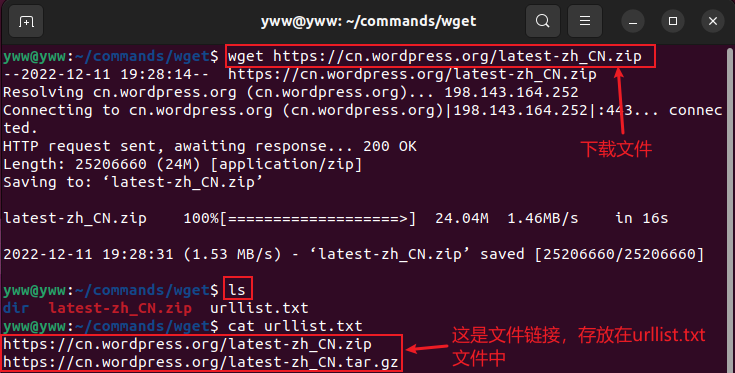 yww@yww: ~/commands/wget
yww@yww:~/commands/wget$ wget https://cn.wordpress.org/latest-zh_CN.zip
--2022-12-11 19:28:14--  https://cn.wordpress.org/latest-zh_CN.zip
Resolving cn.wordpress.org (cn.wordpress.org)... 198.143.164.252
Connecting to cn.wordpress.org (cn.wordpress.org)|198.143.164.252|:443... connec
ted.
HTTP request sent, awaiting response... 200 OK
下载文件
Length: 25206660 (24M) [application/zip]
Saving to: ‘latest-zh_CN.zip’
latest-zh_CN.zip    100%[===================>]  24.04M  1.46MB/s    in 16s
2022-12-11 19:28:31 (1.53 MB/s) - ‘latest-zh_CN.zip’ saved [25206660/25206660]
yww@yww:~/commands/wget$ ls
dir  latest-zh_CN.zip  urllist.txt
yww@yww:~/commands/wget$ cat urllist.txt
https://cn.wordpress.org/latest-zh_CN.zip
https://cn.wordpress.org/latest-zh_CN.tar.gz
这是文件链接，存放在urllist.txt
文件中